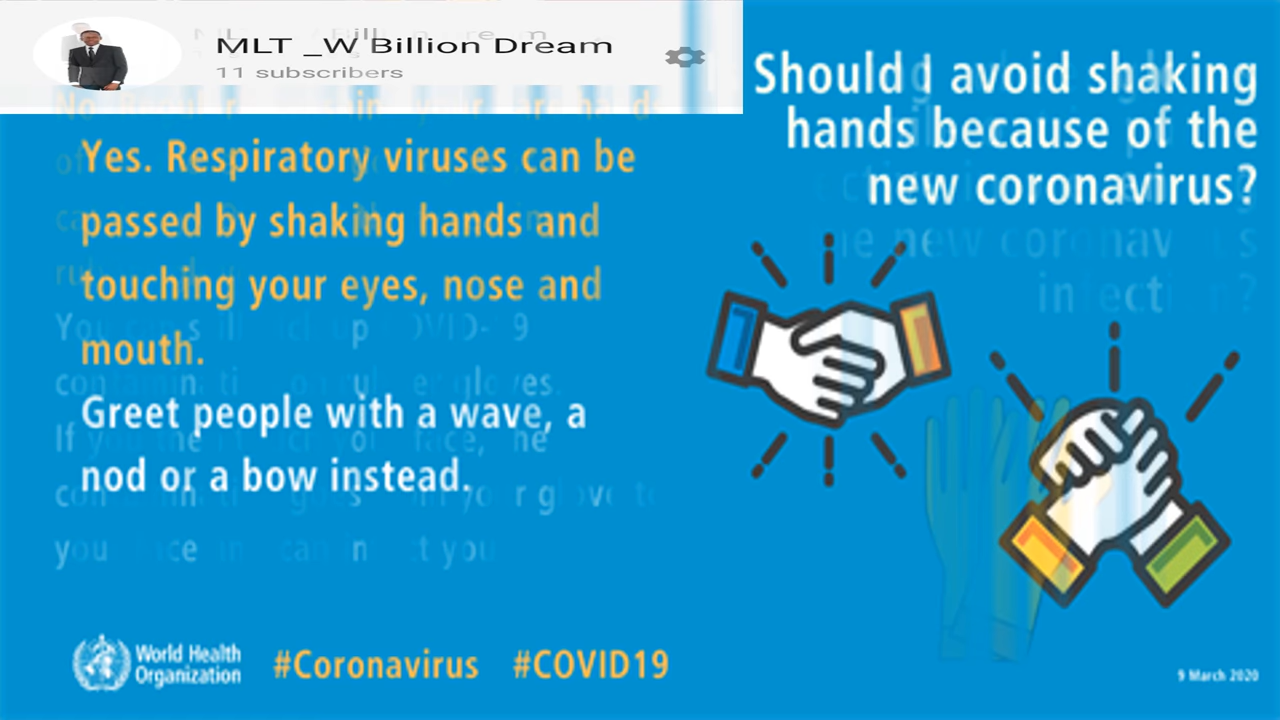 MLT _W Billion Dream
11 subscribers
Should I avoid shaking
hands because of the
new coronavirus?
Yes. Respiratory viruses can be
passed by shaking hands and
touching your eyes, nose and
mouth.
Greet people with a wave, a
nod or a bow instead.
World Health
Organization
#Coronavirus #COVID19
9 March 2020